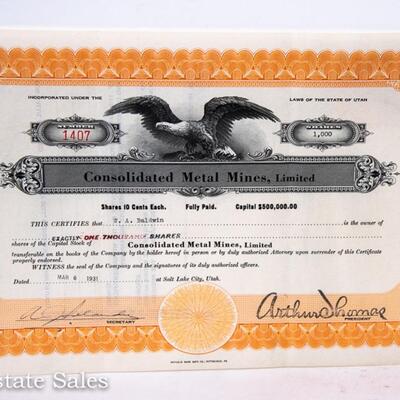 INCORPORATED UNDER THE LAWS OF THE STATE OF UTAH
NUMBER SHARES
1407 1,000
Consolidated Metal Mines, Limited
Shares 10 Cents Each. Fully Paid. Capital $500,000.00
THIS CERTIFIES that A. Baldwin is the owner of
EXACTLY ONE THOUSAND SHARES
shares of the Capital Stock of Consolidated Metal Mines, Limited
transferable on the books of the Company by the holder hereof in person or by duly authorized Attorney upon surrender of this Certificate
properly endorsed.
WITNESS the seal of the Company and the signatures of its duly authorized officers.
Dated MAR 6 1931 at Salt Lake City, Utah.
Arthur Thomas
SECRETARY PRESIDENT
state Sales